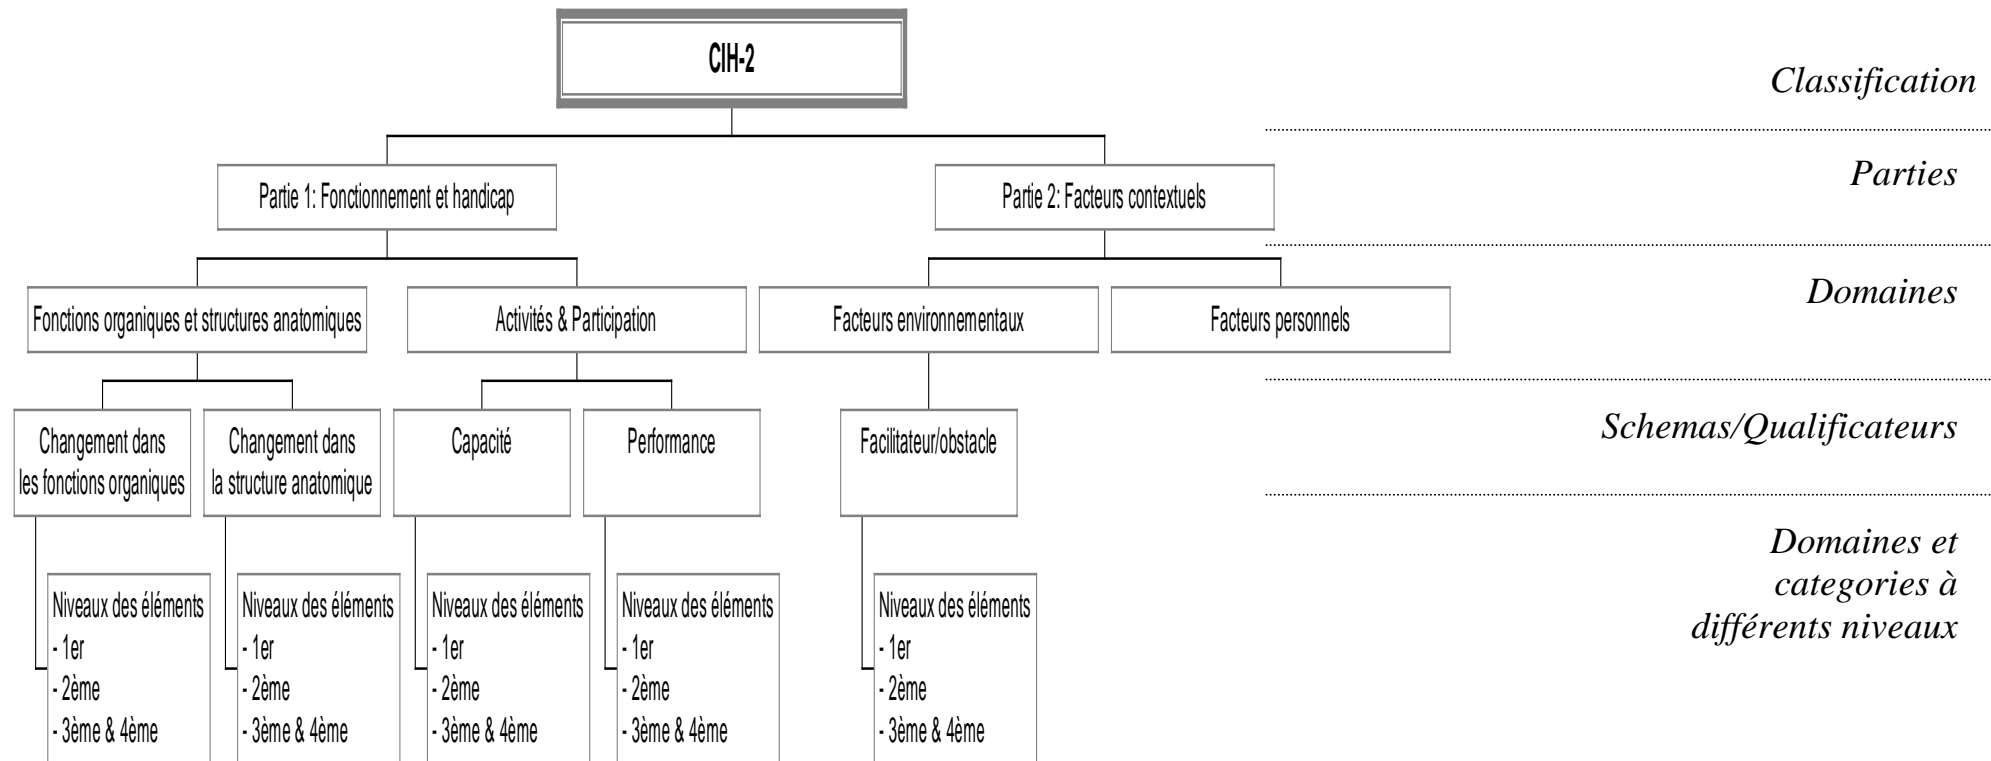 CIH-2
Classification
Partie 1: Fonctionnement et handicap
Partie 2: Facteurs contextuels
Parties
Fonctions organiques et structures anatomiques
Activités & Participation
Facteurs environnementaux
Facteurs personnels
Domaines
Changement dans
les fonctions organiques
Changement dans
la structure anatomique
Capacité
Performance
Facilitateur/obstacle
Schemas/Qualificateurs
Niveaux des éléments
- 1er
- 2ème
- 3ème & 4ème
Niveaux des éléments
- 1er
- 2ème
- 3ème & 4ème
Niveaux des éléments
- 1er
- 2ème
- 3ème & 4ème
Niveaux des éléments
- 1er
- 2ème
- 3ème & 4ème
Niveaux des éléments
- 1er
- 2ème
- 3ème & 4ème
Domaines et
categories à
différents niveaux